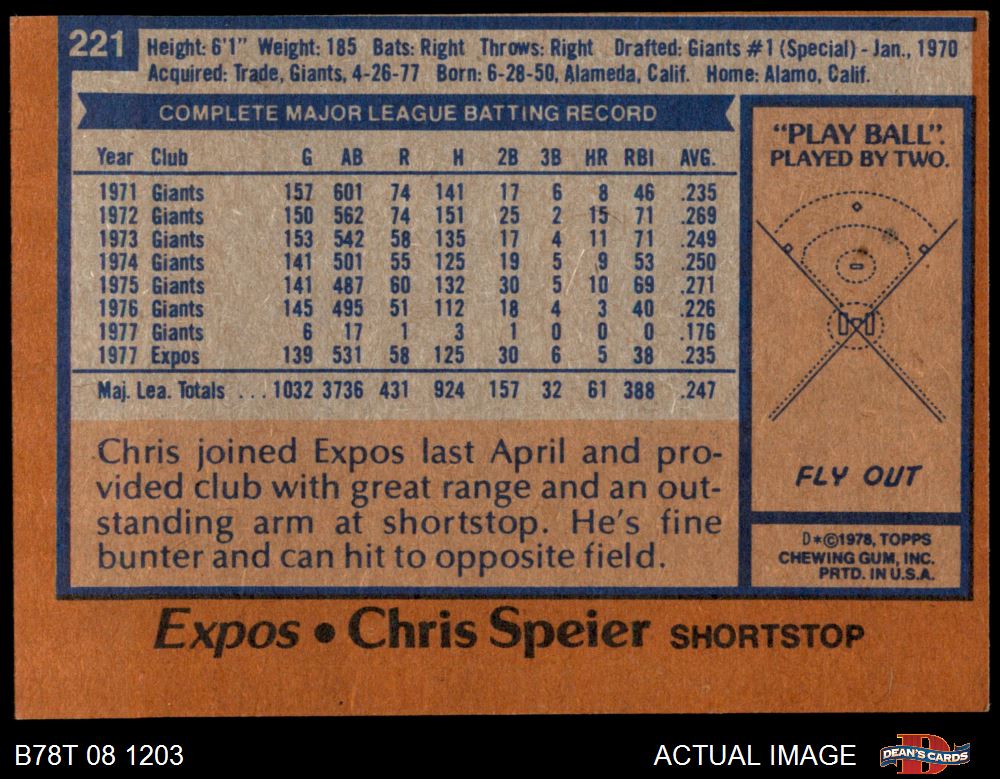 221
Height: 6'1" Weight: 185 Bats: Right Throws: Right Drafted: Giants #1 (Special) - Jan., 1970
Acquired: Trade, Giants, 4-26-77 Born: 6-28-50, Alameda, Calif. Home: Alamo, Calif.
COMPLETE MAJOR LEAGUE BATTING RECORD
Year Club G AB R H 2B 3B HR RBI AVG.
1971 Giants 157 601 74 141 17 6 8 46 .235
1972 Giants 150 562 74 151 25 2 15 71 .269
1973 Giants 153 542 58 135 17 4 11 71 .249
1974 Giants 141 501 55 125 19 5 9 53 .250
1975 Giants 141 487 60 132 30 5 10 69 .271
1976 Giants 145 495 51 112 18 4 3 40 .226
1977 Giants 6 17 1 3 1 0 0 0 .176
1977 Expos 139 531 58 125 30 6 5 38 .235
Maj. Lea. Totals ... 1032 3736 431 924 157 32 61 388 .247
Chris joined Expos last April and pro-
vided club with great range and an out-
standing arm at shortstop. He's fine
bunter and can hit to opposite field.
"PLAY BALL".
PLAYED BY TWO.
FLY OUT
D*©1978, TOPPS
CHEWING GUM, INC.
PRTD. IN U.S.A.
Expos • Chris Speier SHORTSTOP
B78T 08 1203
ACTUAL IMAGE
DEAN'S CARDS